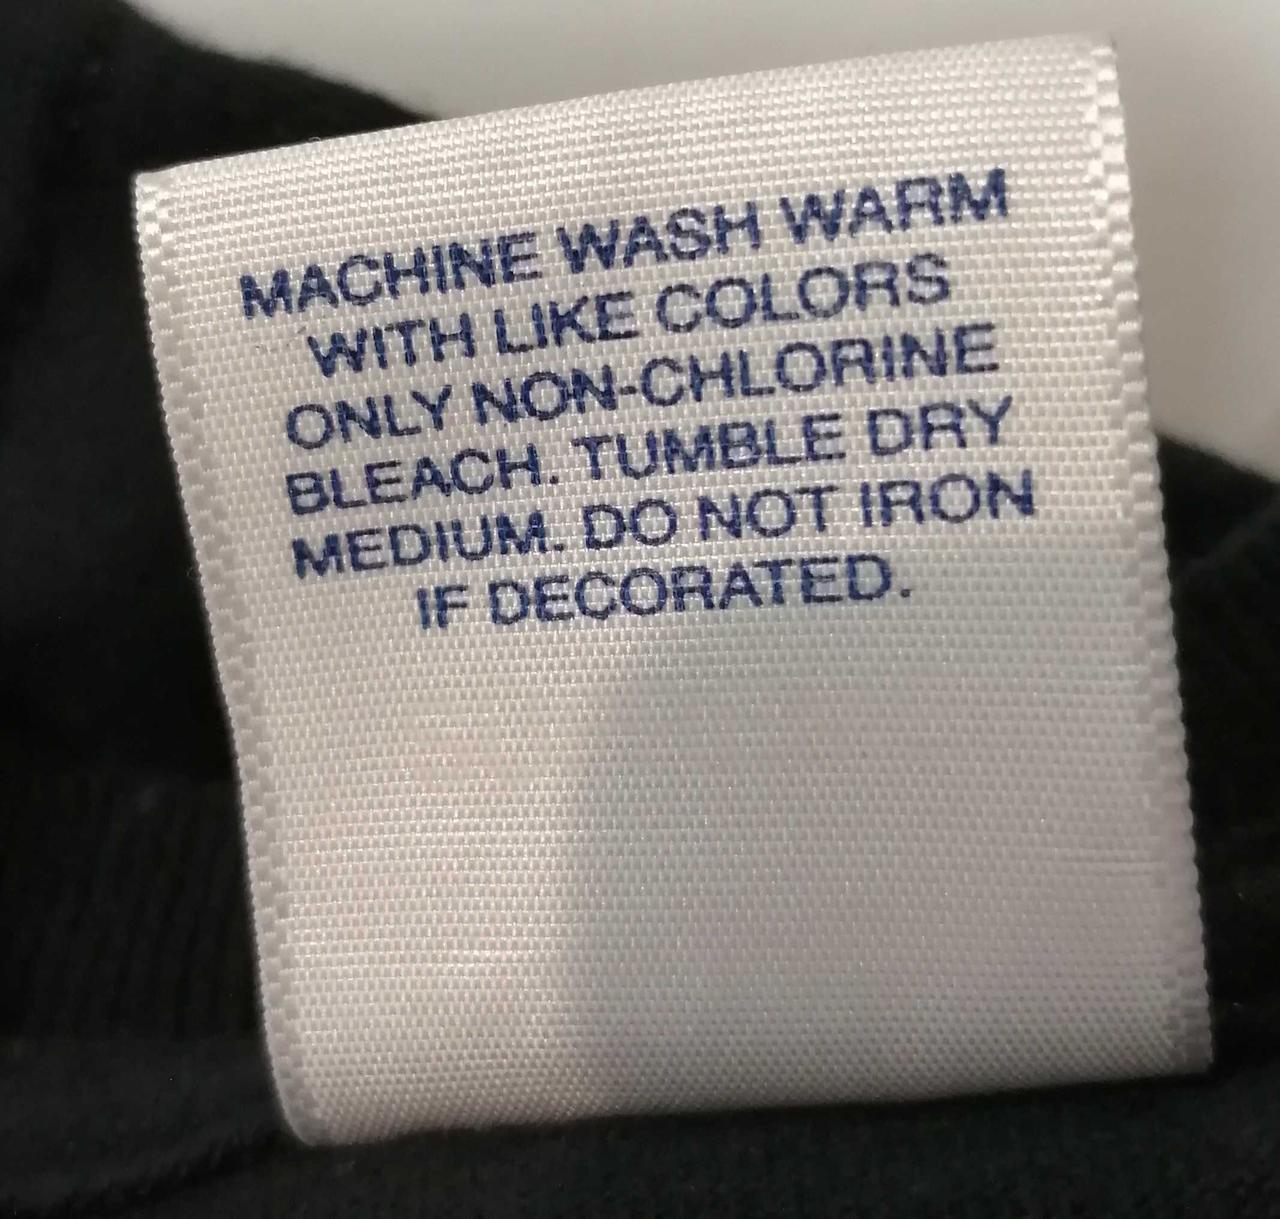 MACHINE WASH WARM
WITH LIKE COLORS
ONLY NON-CHLORINE
BLEACH. TUMBLE DRY
MEDIUM. DO NOT IRON
IF DECORATED.